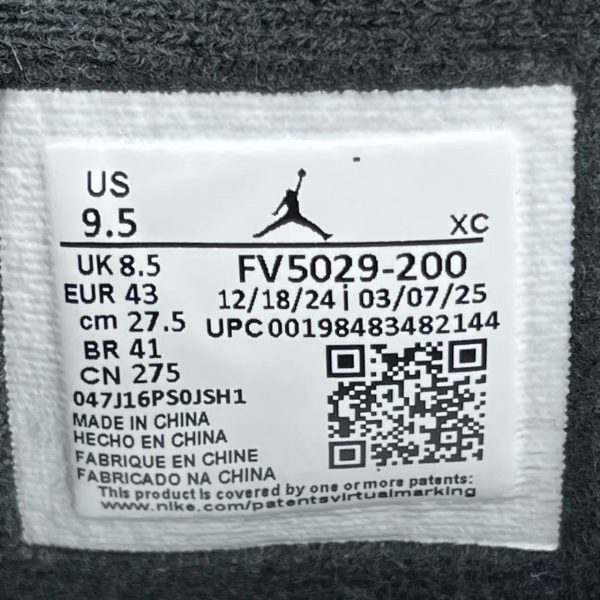 US
9.5
XC
UK 8.5
EUR 43
cm 27.5
BR 41
CN 275
FV5029-200
12/18/24 | 03/07/25
UPC 00198483482144
047J16PS0JSH1
MADE IN CHINA
HECHO EN CHINA
FABRIQUE EN CHINE
FABRICADO NA CHINA
This product is covered by one or more patents:
www.nike.com/patentsvirtualmarking